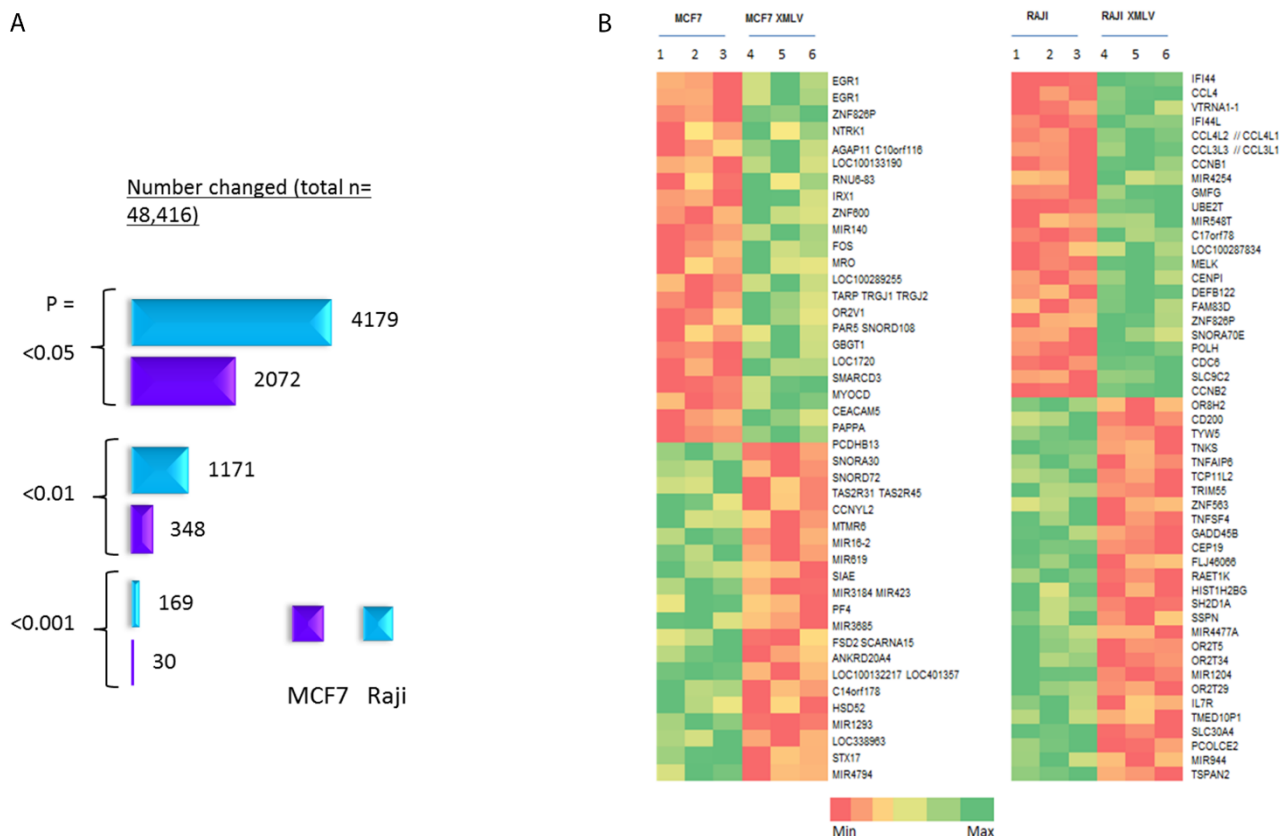 A
Number changed (total n=
48,416)
P =
<0.05
4179
2072
<0.01
1171
348
<0.001
169
30
MCF7 Raji
B
MCF7 MCF7 XMLV
1 2 3 4 5 6
EGR1
EGR1
ZNF826P
NTRK1
AGAP11 C10orf116
LOC100133190
RNU6-83
IRX1
ZNF600
MIR140
FOS
MRO
LOC100289255
TARP TRGJ1 TRGJ2
OR2V1
PAR5 SNORD108
GBGT1
LOC1720
SMARCD3
MYOCD
CEACAM5
PAPPA
PCDHB13
SNORA30
SNORD72
TAS2R31 TAS2R45
CCNYL2
MTMR6
MIR16-2
MIR619
SIAE
MIR3184 MIR423
PF4
MIR3685
FSD2 SCARNA15
ANKRD20A4
LOC100132217 LOC401357
C14orf178
HSD52
MIR1293
LOC338963
STX17
MIR4794
RAJI RAJI XMLV
1 2 3 4 5 6
IFI44
CCL4
VTRNA1-1
IFI44L
CCL4L2 // CCL4L1
CCL3L3 // CCL3L1
CCNB1
MIR4254
GMFG
UBE2T
MIR548T
C17orf78
LOC100287834
MELK
CENPI
DEFB122
FAM83D
ZNF826P
SNORA70E
POLH
CDC6
SLC9C2
CCNB2
OR8H2
CD200
TYW5
TNKS
TNFAIP6
TCP11L2
TRIM55
ZNF563
TNFSF4
GADD45B
CEP19
FLJ46066
RAET1K
HIST1H2BG
SH2D1A
SSPN
MIR4477A
OR2T5
OR2T34
MIR1204
OR2T29
IL7R
TMED10P1
SLC30A4
PCOLCE2
MIR944
TSPAN2
Min Max